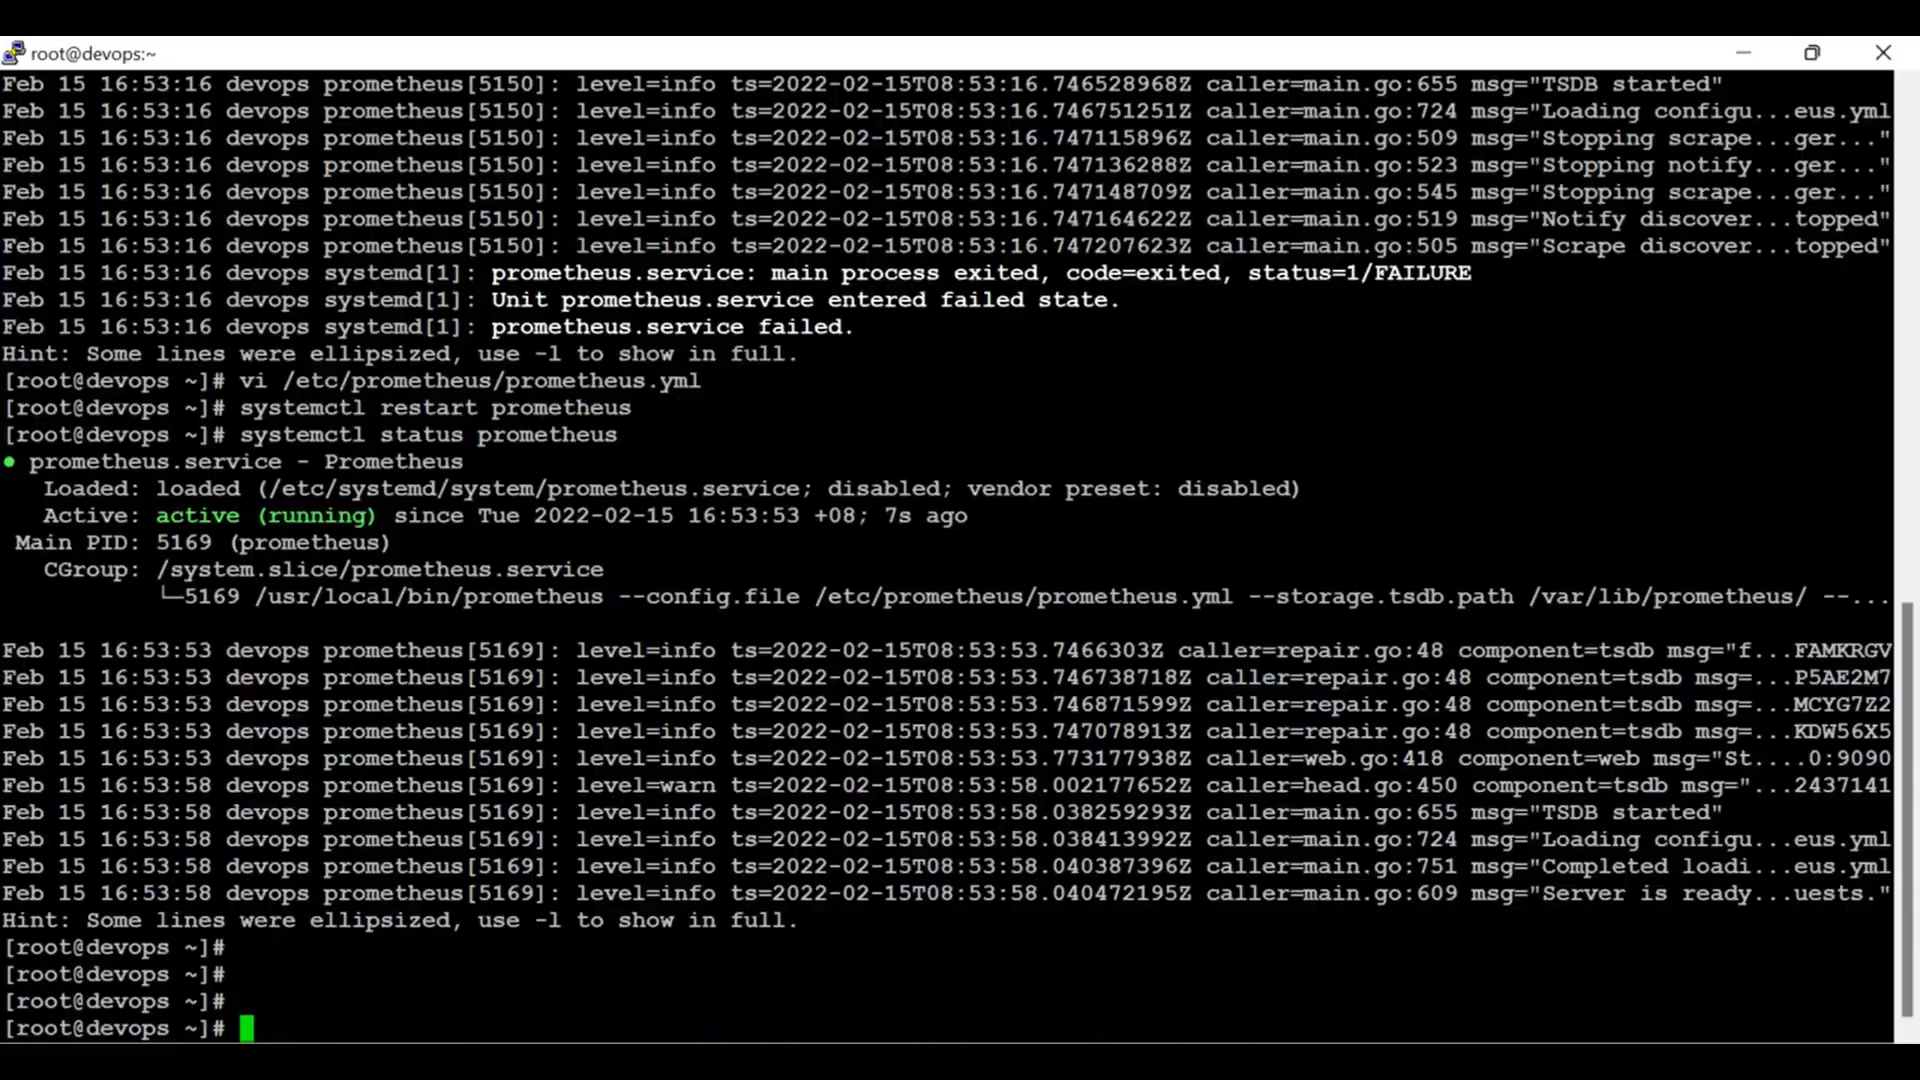 root@devops:~
Feb 15 16:53:16 devops prometheus[5150]: level=info ts=2022-02-15T08:53:16.746528968Z caller=main.go:655 msg="TSDB started"
Feb 15 16:53:16 devops prometheus[5150]: level=info ts=2022-02-15T08:53:16.746751251Z caller=main.go:724 msg="Loading configu...eus.yml
Feb 15 16:53:16 devops prometheus[5150]: level=info ts=2022-02-15T08:53:16.747115896Z caller=main.go:509 msg="Stopping scrape...ger..."
Feb 15 16:53:16 devops prometheus[5150]: level=info ts=2022-02-15T08:53:16.747136288Z caller=main.go:523 msg="Stopping notify...ger..."
Feb 15 16:53:16 devops prometheus[5150]: level=info ts=2022-02-15T08:53:16.747148709Z caller=main.go:545 msg="Stopping scrape...ger..."
Feb 15 16:53:16 devops prometheus[5150]: level=info ts=2022-02-15T08:53:16.747164622Z caller=main.go:519 msg="Notify discover...topped"
Feb 15 16:53:16 devops prometheus[5150]: level=info ts=2022-02-15T08:53:16.747207623Z caller=main.go:505 msg="Scrape discover...topped"
Feb 15 16:53:16 devops systemd[1]: prometheus.service: main process exited, code=exited, status=1/FAILURE
Feb 15 16:53:16 devops systemd[1]: Unit prometheus.service entered failed state.
Feb 15 16:53:16 devops systemd[1]: prometheus.service failed.
Hint: Some lines were ellipsized, use -l to show in full.
[root@devops ~]# vi /etc/prometheus/prometheus.yml
[root@devops ~]# systemctl restart prometheus
[root@devops ~]# systemctl status prometheus
● prometheus.service - Prometheus
Loaded: loaded (/etc/systemd/system/prometheus.service; disabled; vendor preset: disabled)
Active: active (running) since Tue 2022-02-15 16:53:53 +08; 7s ago
Main PID: 5169 (prometheus)
CGroup: /system.slice/prometheus.service
└─5169 /usr/local/bin/prometheus --config.file /etc/prometheus/prometheus.yml --storage.tsdb.path /var/lib/prometheus/ --...
Feb 15 16:53:53 devops prometheus[5169]: level=info ts=2022-02-15T08:53:53.7466303Z caller=repair.go:48 component=tsdb msg="f...FAMKRGV
Feb 15 16:53:53 devops prometheus[5169]: level=info ts=2022-02-15T08:53:53.746738718Z caller=repair.go:48 component=tsdb msg=...P5AE2M7
Feb 15 16:53:53 devops prometheus[5169]: level=info ts=2022-02-15T08:53:53.746871599Z caller=repair.go:48 component=tsdb msg=...MCYG7Z2
Feb 15 16:53:53 devops prometheus[5169]: level=info ts=2022-02-15T08:53:53.747078913Z caller=repair.go:48 component=tsdb msg=...KDW56X5
Feb 15 16:53:53 devops prometheus[5169]: level=info ts=2022-02-15T08:53:53.773177938Z caller=web.go:418 component=web msg="St....0:9090
Feb 15 16:53:58 devops prometheus[5169]: level=warn ts=2022-02-15T08:53:58.002177652Z caller=head.go:450 component=tsdb msg="...2437141
Feb 15 16:53:58 devops prometheus[5169]: level=info ts=2022-02-15T08:53:58.038259293Z caller=main.go:655 msg="TSDB started"
Feb 15 16:53:58 devops prometheus[5169]: level=info ts=2022-02-15T08:53:58.038413992Z caller=main.go:724 msg="Loading configu...eus.yml
Feb 15 16:53:58 devops prometheus[5169]: level=info ts=2022-02-15T08:53:58.040387396Z caller=main.go:751 msg="Completed loadi...eus.yml
Feb 15 16:53:58 devops prometheus[5169]: level=info ts=2022-02-15T08:53:58.040472195Z caller=main.go:609 msg="Server is ready...uests."
Hint: Some lines were ellipsized, use -l to show in full.
[root@devops ~]#
[root@devops ~]#
[root@devops ~]#
[root@devops ~]#